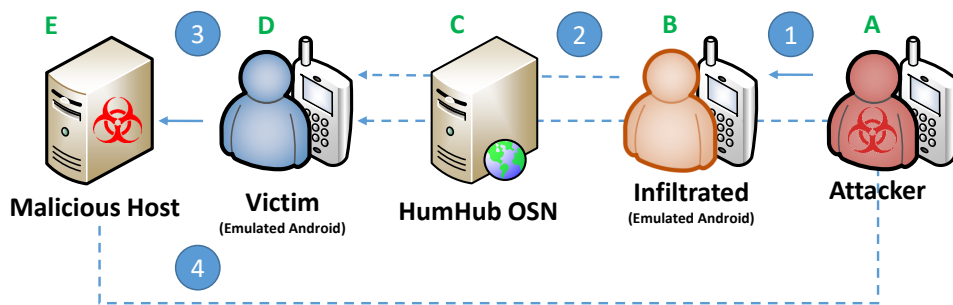 E
3
D
C
2
B
1
A
Malicious Host
Victim
(Emulated Android)
HumHub OSN
Infiltrated
(Emulated Android)
Attacker
4